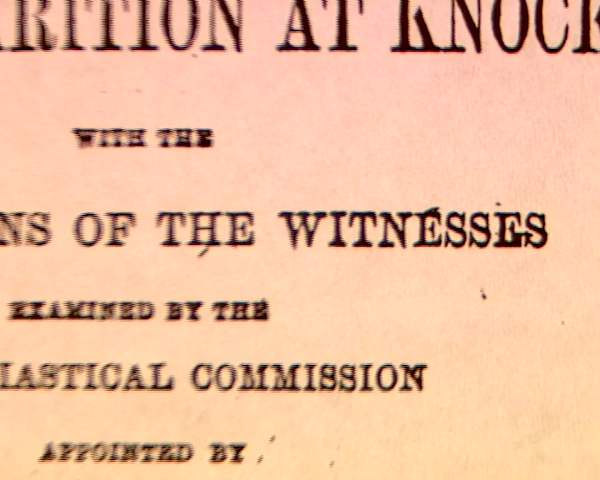 ARITION AT KNOCK
WITH THE
NS OF THE WITNESSES
EXAMINED BY THE
IASTICAL COMMISSION
APPOINTED BY